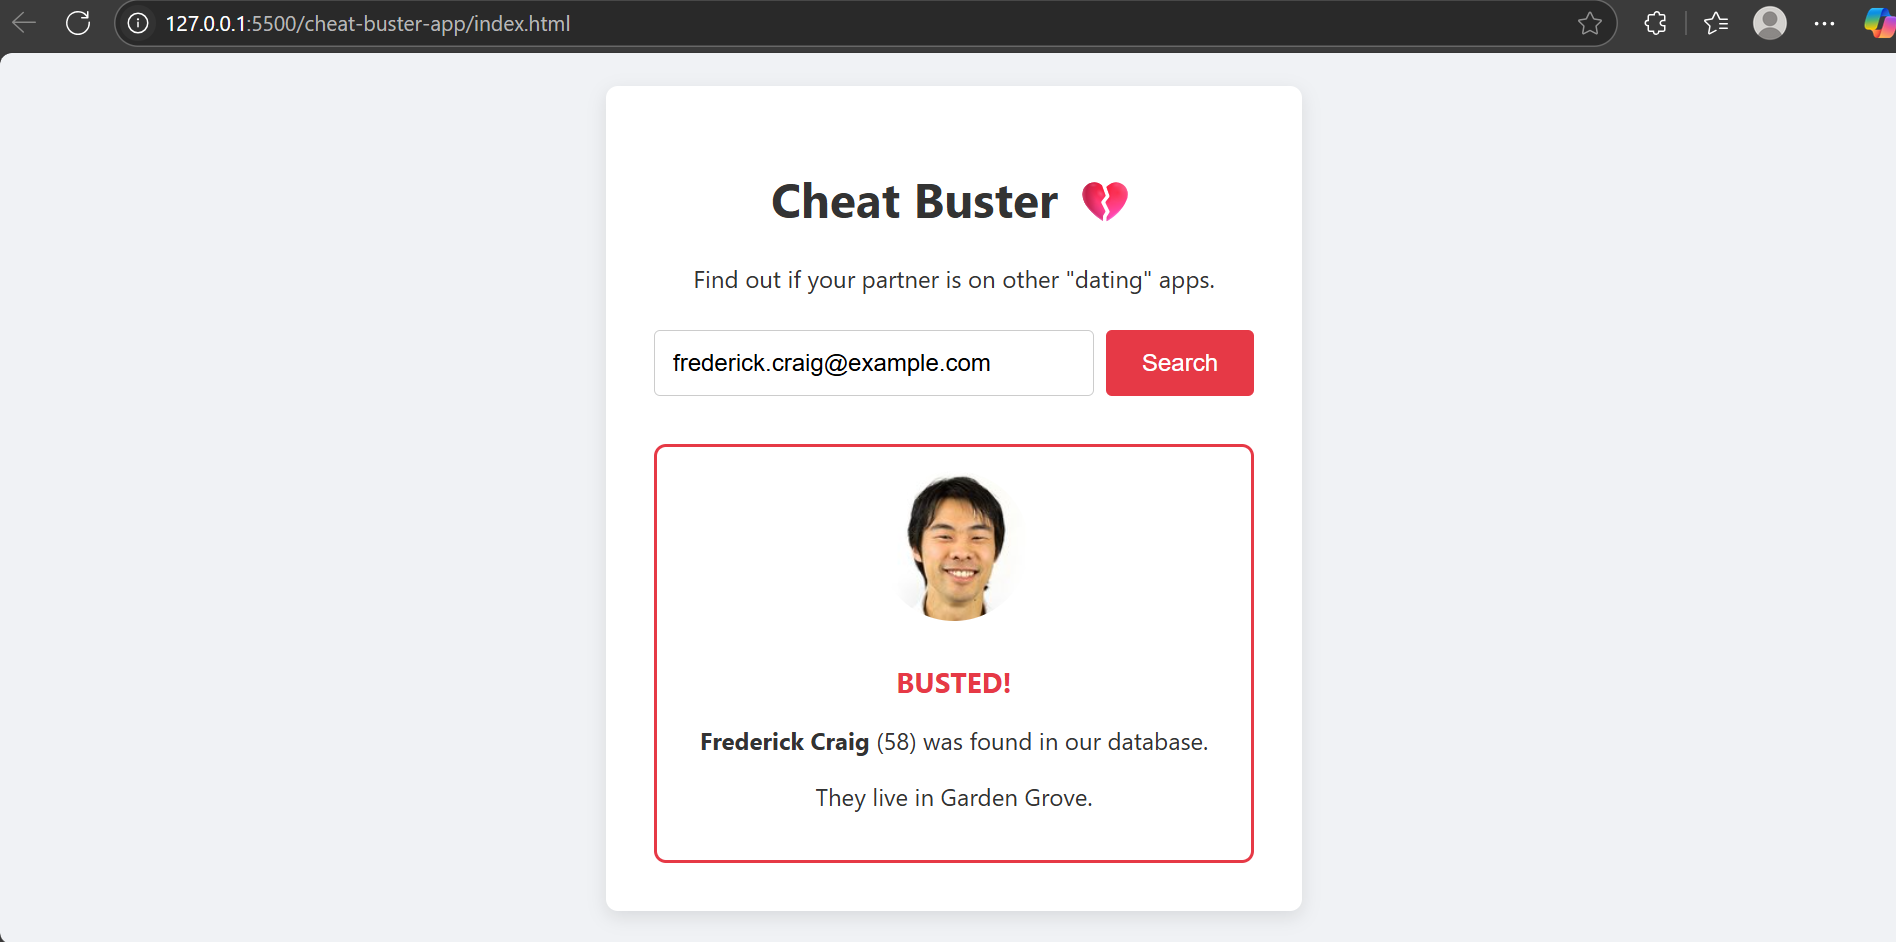 127.0.0.1:5500/cheat-buster-app/index.html
Cheat Buster 💔
Find out if your partner is on other "dating" apps.
frederick.craig@example.com Search
BUSTED!
Frederick Craig (58) was found in our database.
They live in Garden Grove.